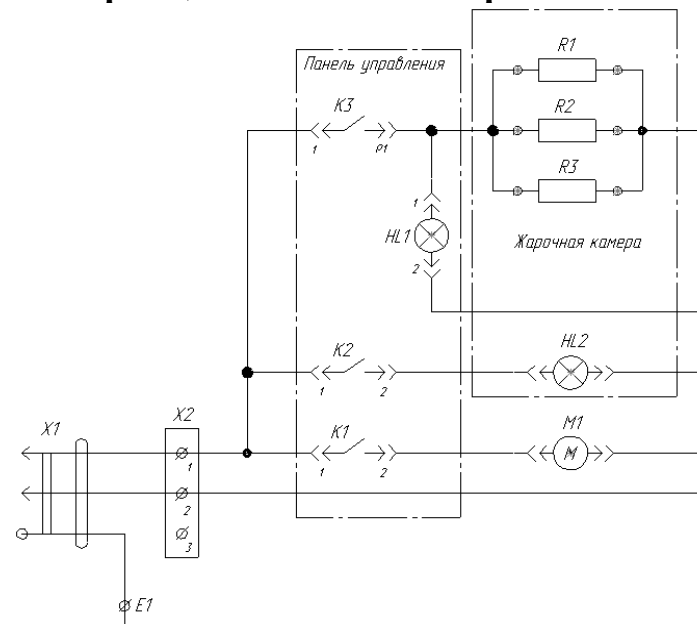 R1
Панель управления
K3
R2
1
P1
R3
1
HL1
Жарочная камера
2
K2
HL2
1
2
X1
X2
K1
M1
1
1
2
M
2
3
E1